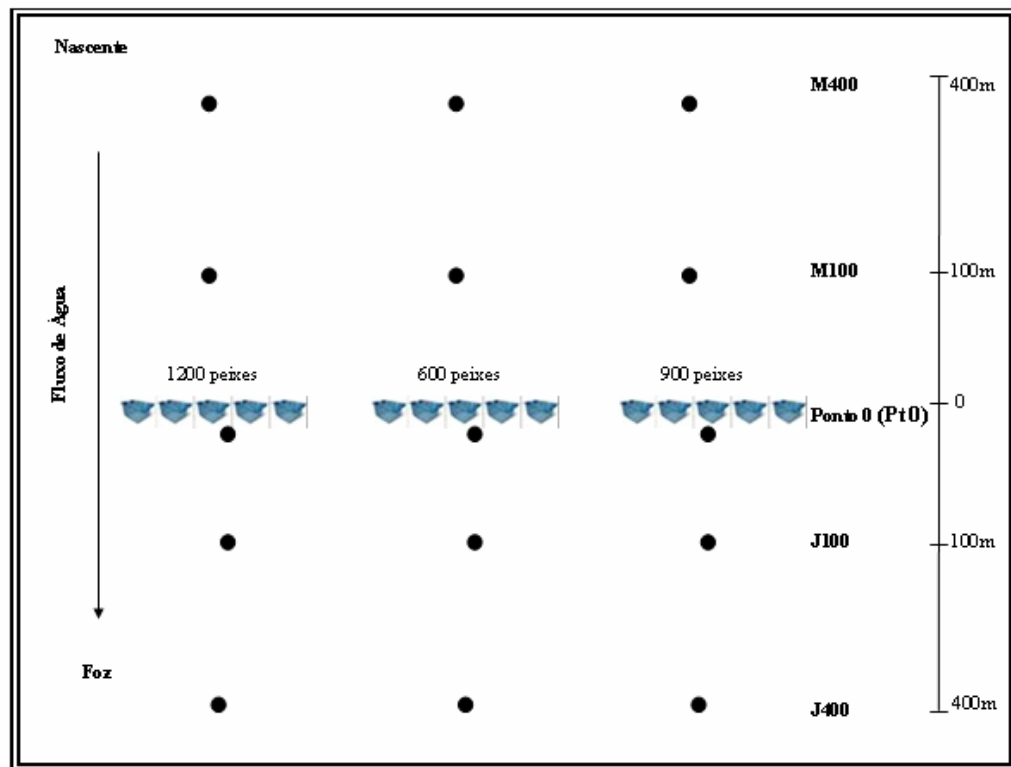 Nascente
M400
400m
M100
100m
Fluxo de Água
1200 peixes
600 peixes
900 peixes
0
Ponto 0 (Pt0)
J100
100m
Foz
J400
400m